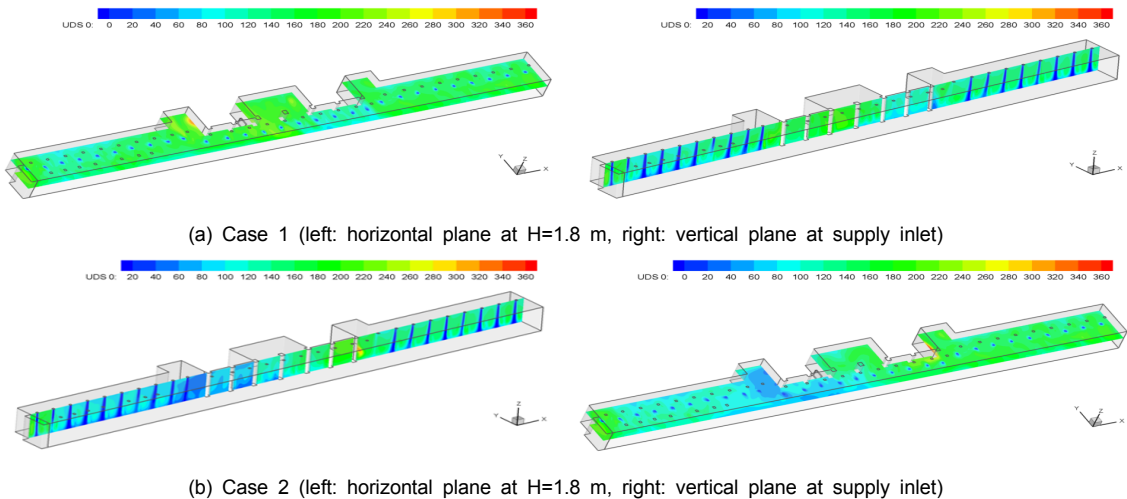 UDS 0: 20 40 60 80 100 120 140 160 180 200 220 240 260 280 300 320 340 360
UDS 0: 20 40 60 80 100 120 140 160 180 200 220 240 260 280 300 320 340 360
Y Z X
Y Z X
(a) Case 1 (left: horizontal plane at H=1.8 m, right: vertical plane at supply inlet)
UDS 0: 20 40 60 80 100 120 140 160 180 200 220 240 260 280 300 320 340 360
UDS 0: 20 40 60 80 100 120 140 160 180 200 220 240 260 280 300 320 340 360
Y Z X
Y Z X
(b) Case 2 (left: horizontal plane at H=1.8 m, right: vertical plane at supply inlet)